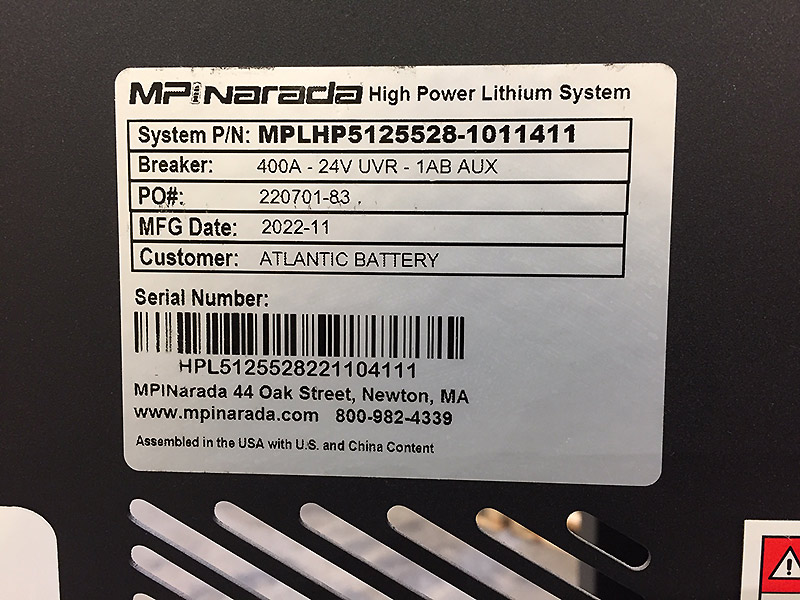 MPINarada High Power Lithium System
System P/N: MPLHP5125528-1011411
Breaker: 400A - 24V UVR - 1AB AUX
PO#: 220701-83
MFG Date: 2022-11
Customer: ATLANTIC BATTERY
Serial Number:
HPL5125528221104111
MPINarada 44 Oak Street, Newton, MA
www.mpinarada.com 800-982-4339
Assembled in the USA with U.S. and China Content